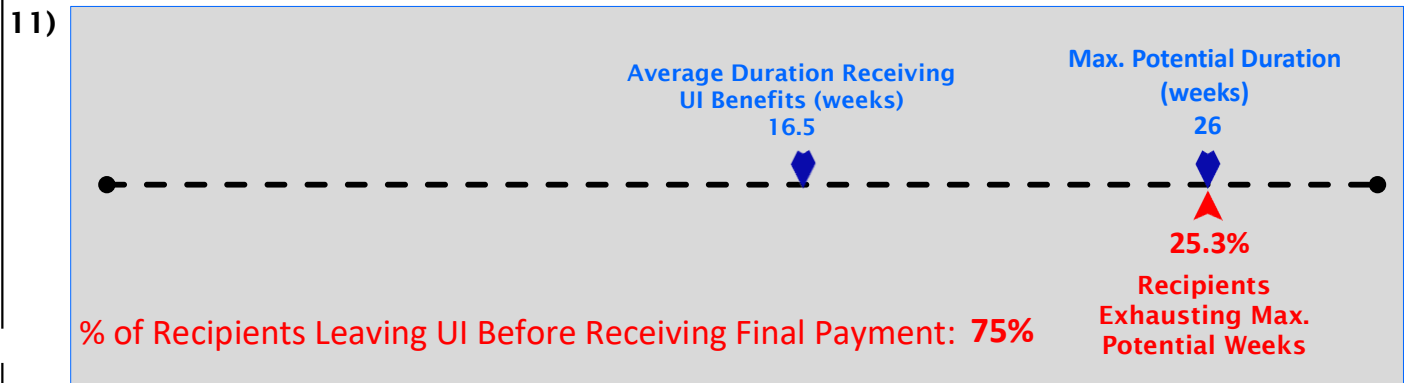 11)
Average Duration Receiving
UI Benefits (weeks)
16.5
Max. Potential Duration
(weeks)
26
25.3%
Recipients
Exhausting Max.
Potential Weeks
% of Recipients Leaving UI Before Receiving Final Payment: 75%